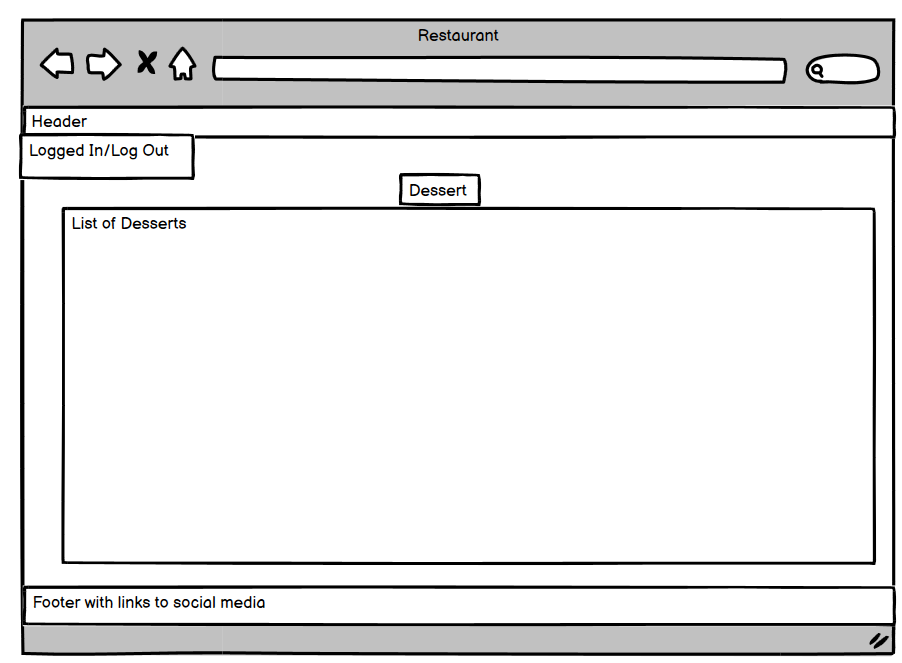 Restaurant
Header
Logged In/Log Out
Dessert
List of Desserts
Footer with links to social media